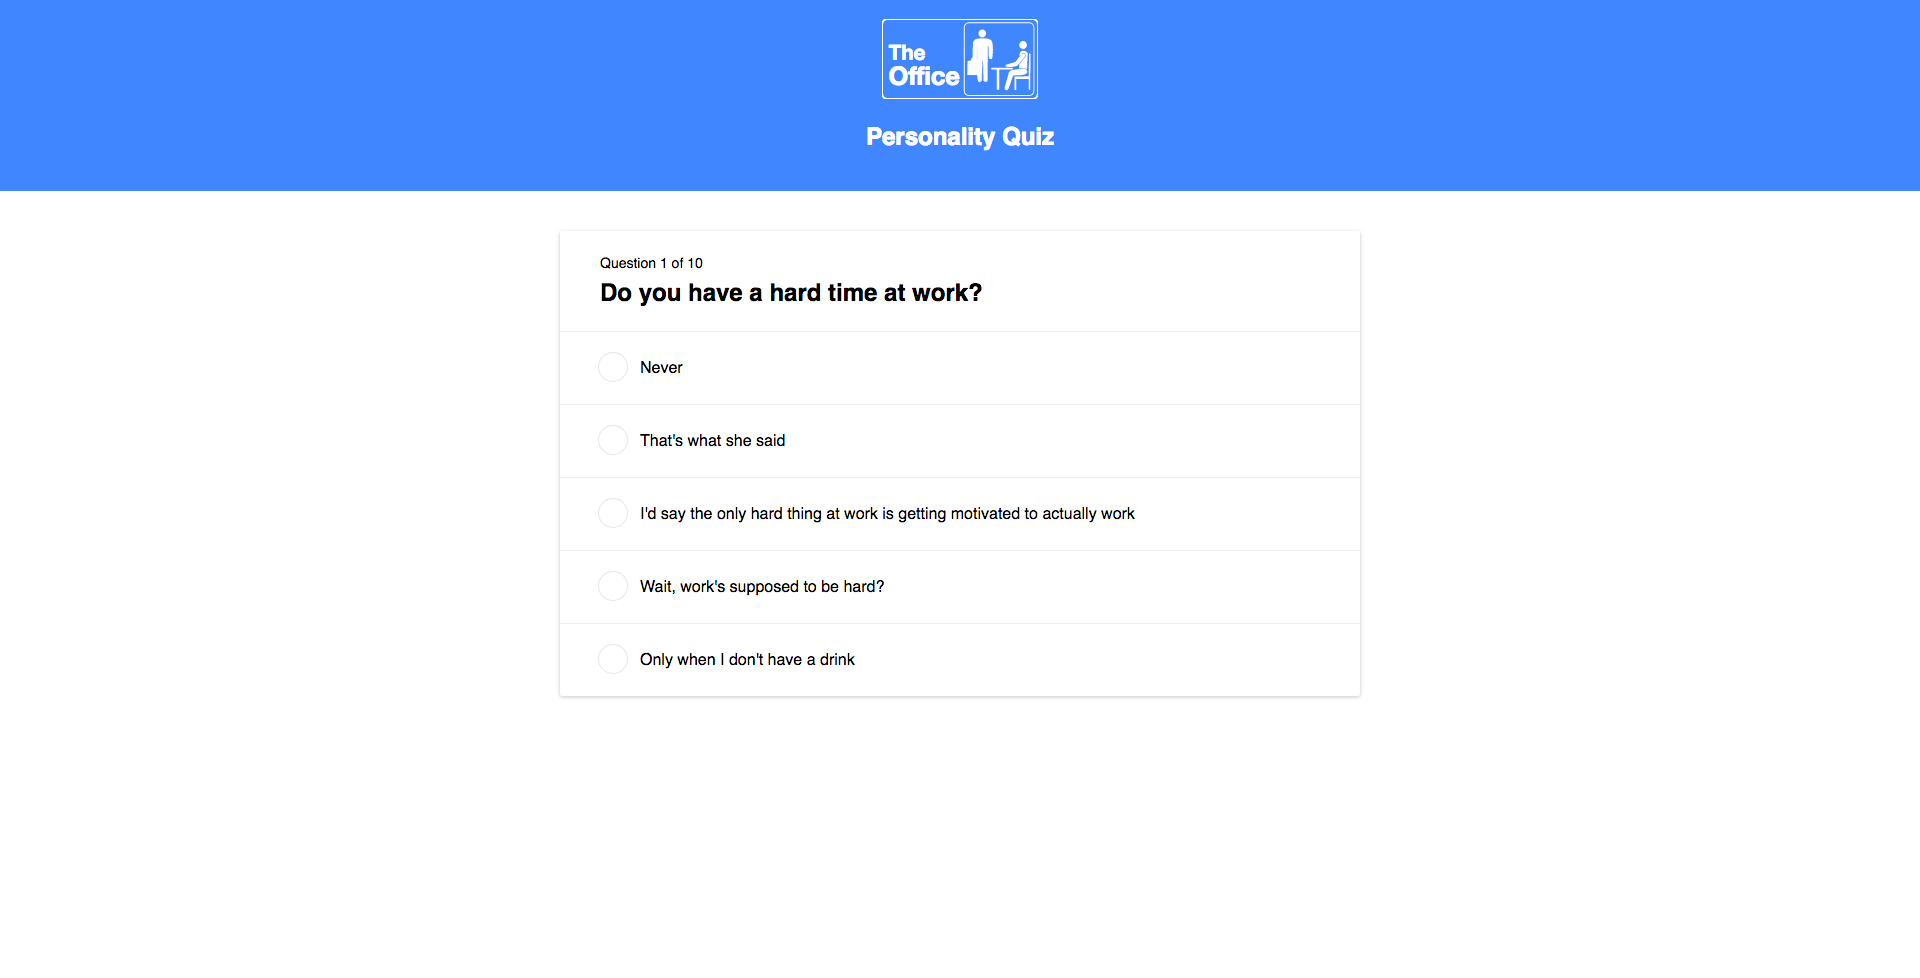 The
Office
Personality Quiz
Question 1 of 10
Do you have a hard time at work?
Never
That's what she said
I'd say the only hard thing at work is getting motivated to actually work
Wait, work's supposed to be hard?
Only when I don't have a drink